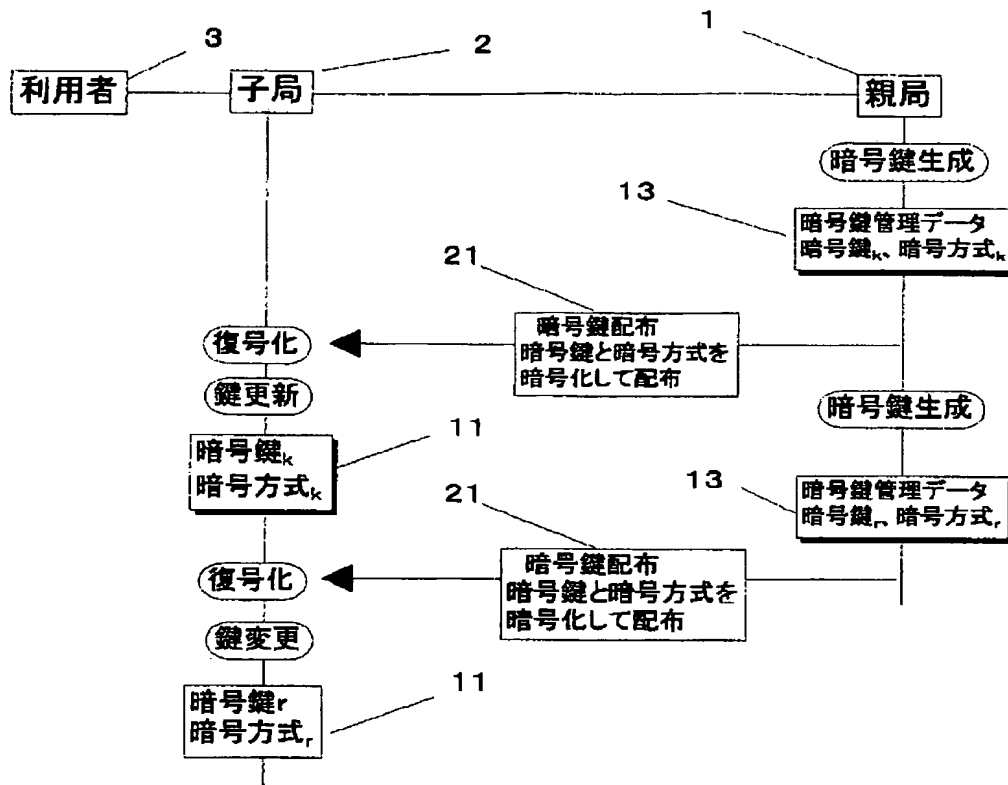 3
2
1
利用者
子局
親局
暗号鍵生成
13
暗号鍵管理データ
暗号鍵k、暗号方式k
21
暗号鍵配布
暗号鍵と暗号方式を
暗号化して配布
復号化
鍵更新
暗号鍵生成
11
暗号鍵k
暗号方式k
13
暗号鍵管理データ
暗号鍵r、暗号方式r
21
暗号鍵配布
暗号鍵と暗号方式を
暗号化して配布
復号化
鍵変更
11
暗号鍵r
暗号方式r